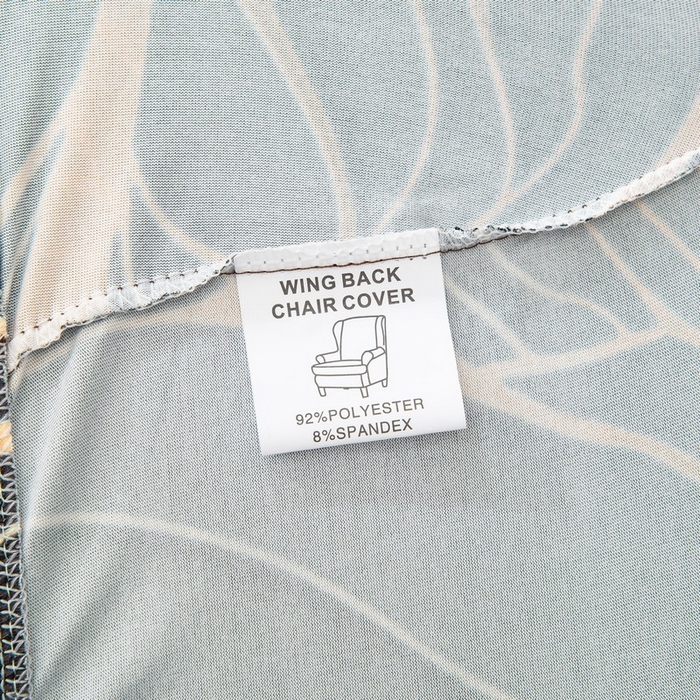 WING BACK
CHAIR COVER
92%POLYESTER
8%SPANDEX